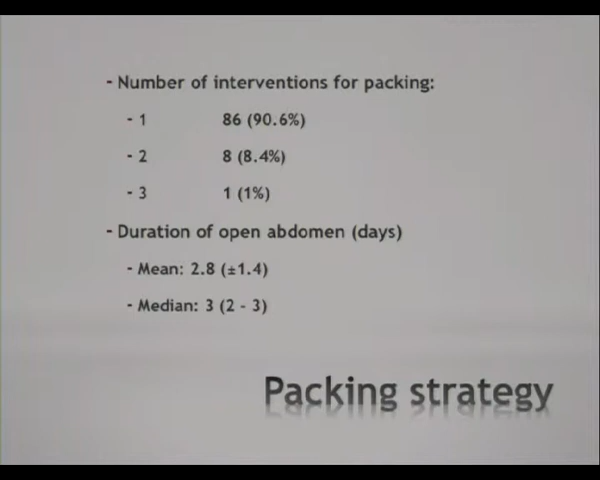 - Number of interventions for packing:
- 1 86 (90.6%)
- 2 8 (8.4%)
- 3 1 (1%)
- Duration of open abdomen (days)
- Mean: 2.8 (±1.4)
- Median: 3 (2 - 3)
Packing strategy